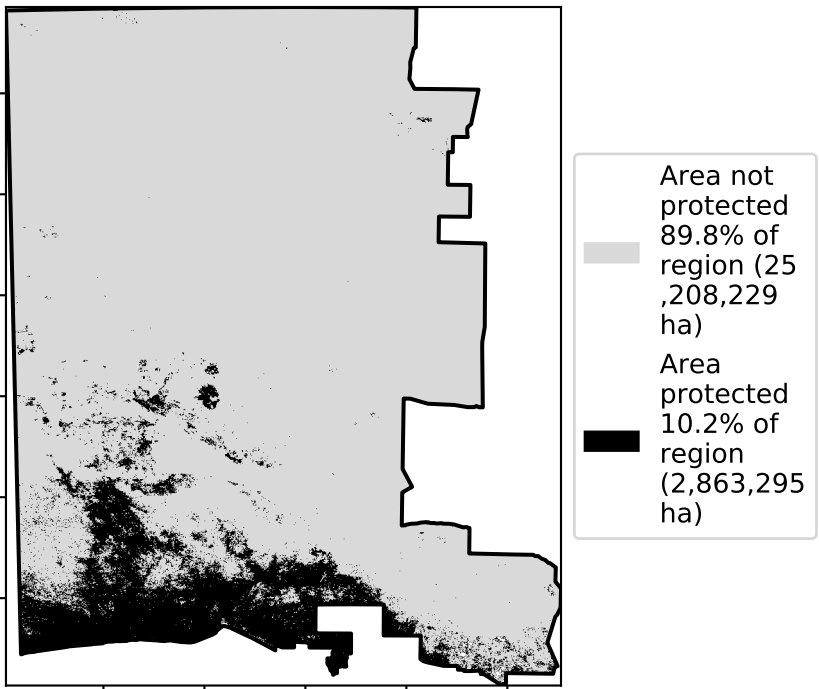 Area not
protected
89.8% of
region (25
,208,229
ha)
Area
protected
10.2% of
region
(2,863,295
ha)